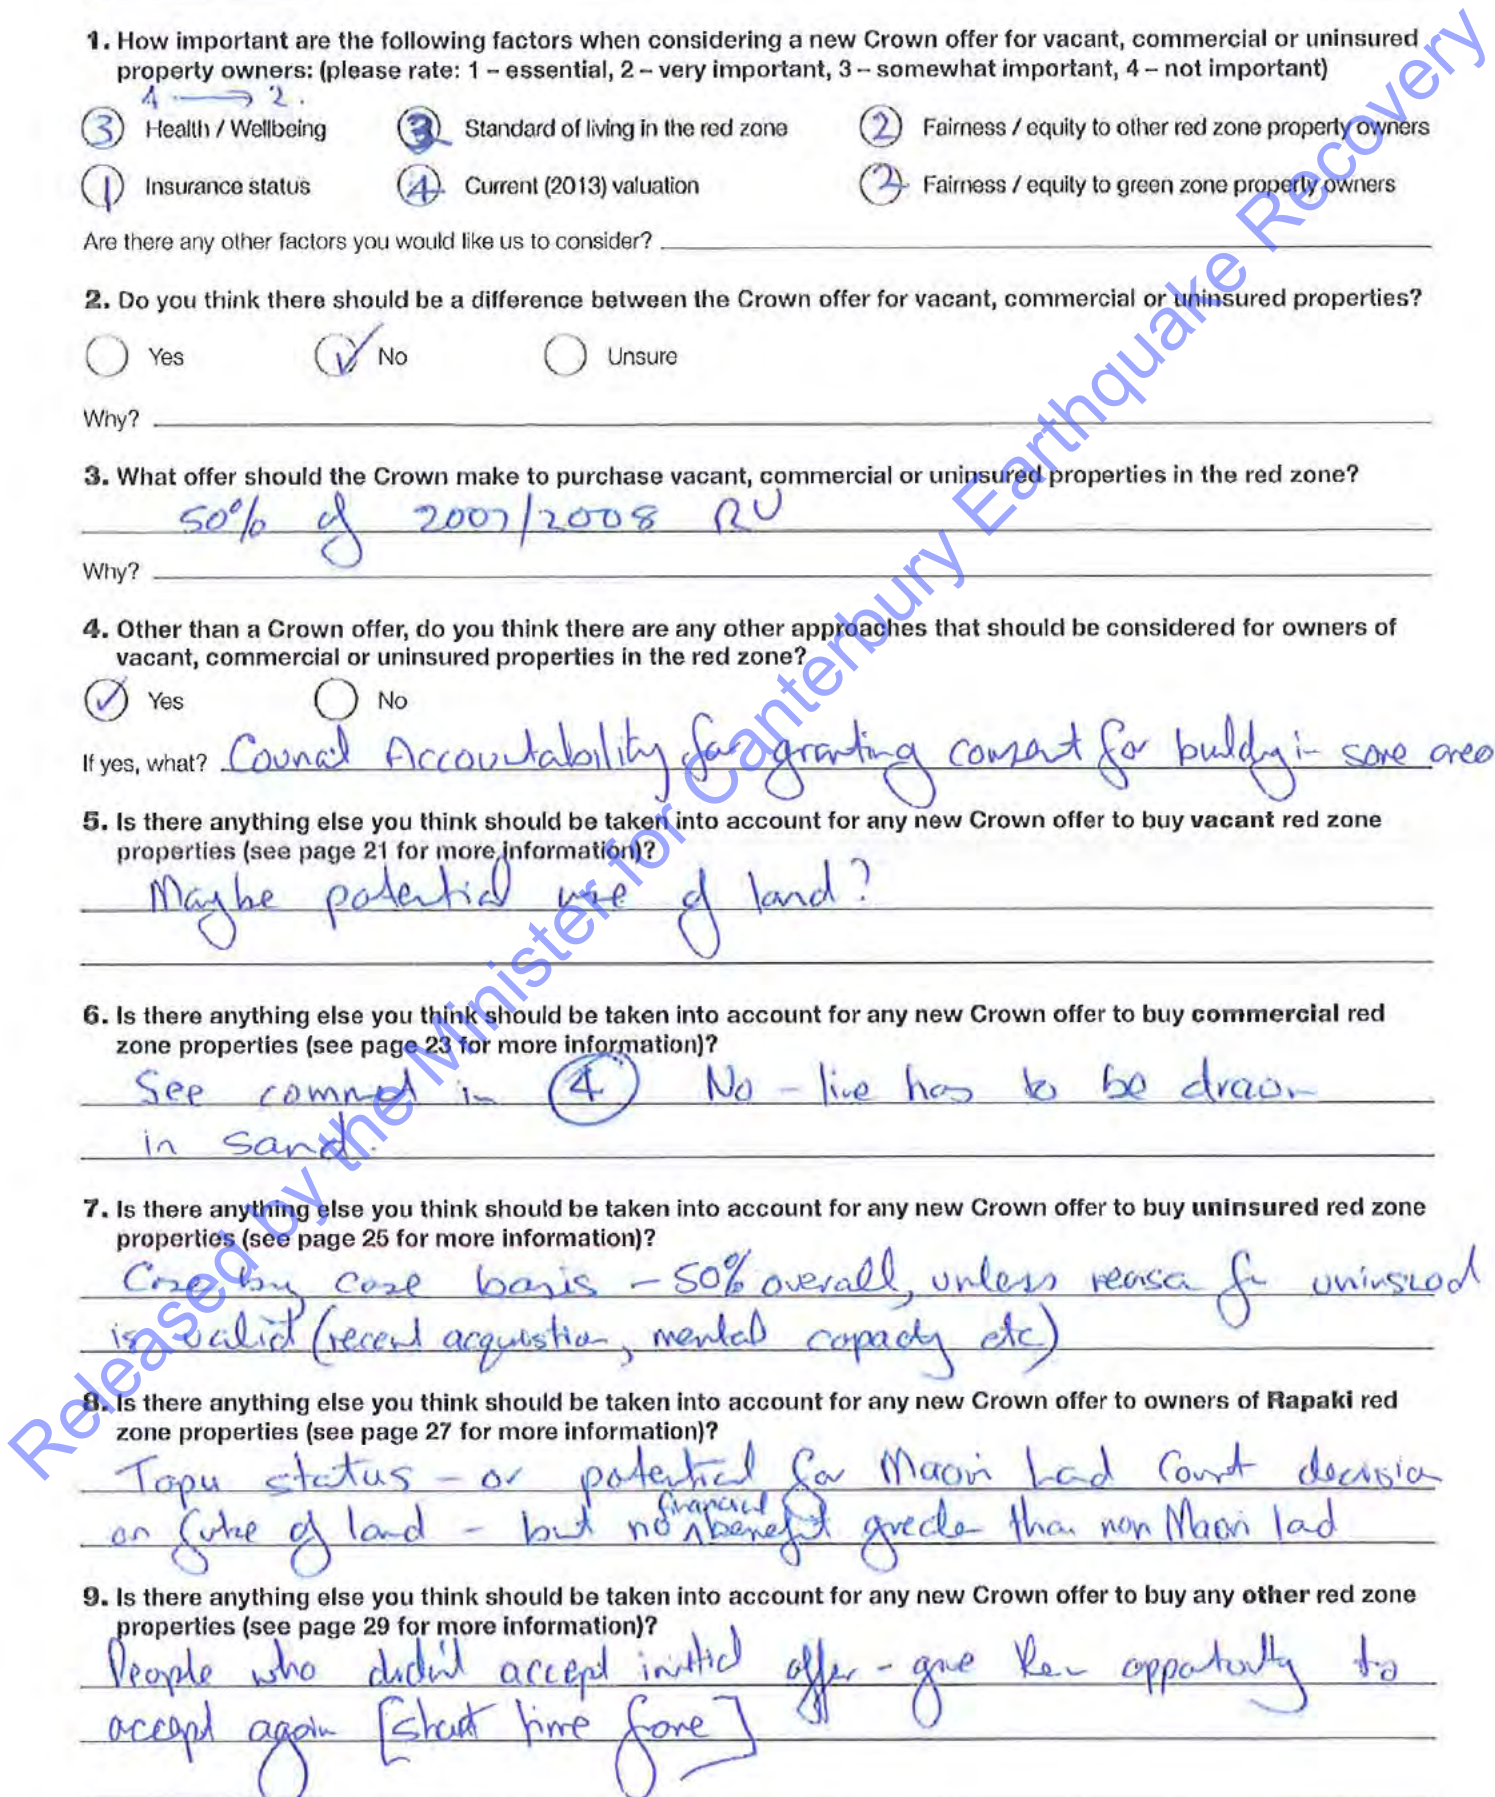 1. How important are the following factors when considering a new Crown offer for vacant, commercial or uninsured
property owners: (please rate: 1 – essential, 2 – very important, 3 – somewhat important, 4 – not important)
1 → 2.
3 Health / Wellbeing 3 Standard of living in the red zone 2 Fairness / equity to other red zone property owners
1 Insurance status 4 Current (2013) valuation 2 Fairness / equity to green zone property owners
Are there any other factors you would like us to consider?
2. Do you think there should be a difference between the Crown offer for vacant, commercial or uninsured properties?
Yes ✓ No Unsure
Why?
3. What offer should the Crown make to purchase vacant, commercial or uninsured properties in the red zone?
50% of 2007/2008 RV
Why?
4. Other than a Crown offer, do you think there are any other approaches that should be considered for owners of
vacant, commercial or uninsured properties in the red zone?
✓ Yes No
If yes, what? Council Accountability for granting consent for building in some area
5. Is there anything else you think should be taken into account for any new Crown offer to buy vacant red zone
properties (see page 21 for more information)?
Maybe potential use of land?
6. Is there anything else you think should be taken into account for any new Crown offer to buy commercial red
zone properties (see page 23 for more information)?
See comment in 4 No – line has to be drawn
in sand.
7. Is there anything else you think should be taken into account for any new Crown offer to buy uninsured red zone
properties (see page 25 for more information)?
Case by case basis – 50% overall, unless reason for uninsured
is valid (recent acquistion, mental capacity etc)
8. Is there anything else you think should be taken into account for any new Crown offer to owners of Rapaki red
zone properties (see page 27 for more information)?
Tapu status – or potential for Maori Land Court decision
on future of land – but no financial benefit greater than non Maori land
9. Is there anything else you think should be taken into account for any new Crown offer to buy any other red zone
properties (see page 29 for more information)?
People who didn't accept initial offer – give them opportunity to
accept again [short time frame]
Released by the Minister for Canterbury Earthquake Recovery